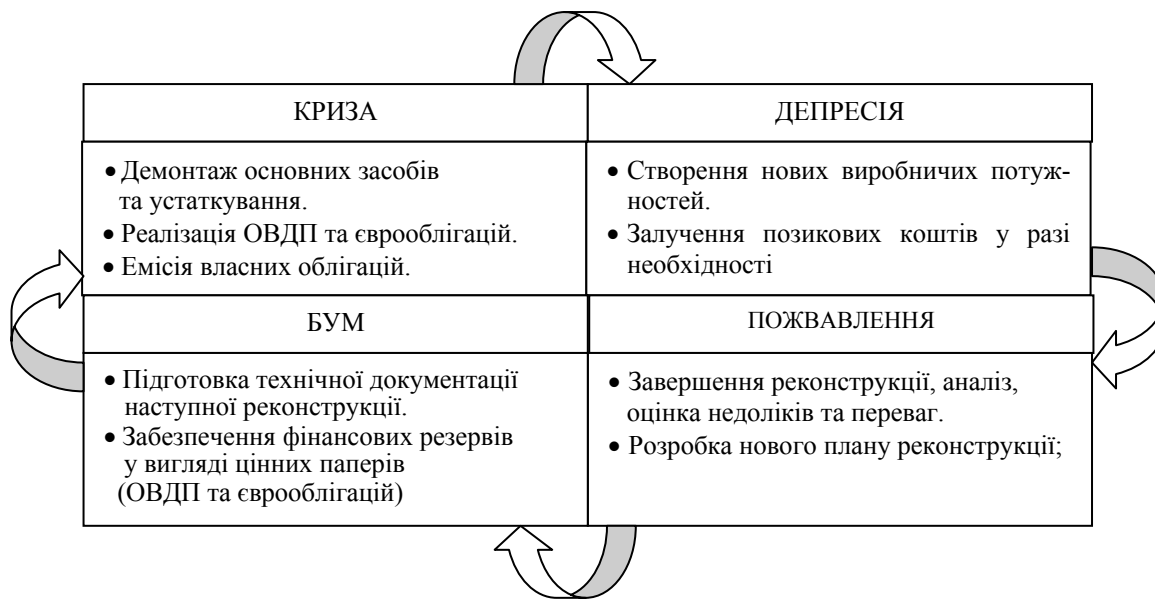 КРИЗА
• Демонтаж основних засобів
та устаткування.
• Реалізація ОВДП та єврооблігацій.
• Емісія власних облігацій.
ДЕПРЕСІЯ
• Створення нових виробничих потуж-
ностей.
• Залучення позикових коштів у разі
необхідності
БУМ
• Підготовка технічної документації
наступної реконструкції.
• Забезпечення фінансових резервів
у вигляді цінних паперів
(ОВДП та єврооблігацій)
ПОЖВАВЛЕННЯ
• Завершення реконструкції, аналіз,
оцінка недоліків та переваг.
• Розробка нового плану реконструкції;